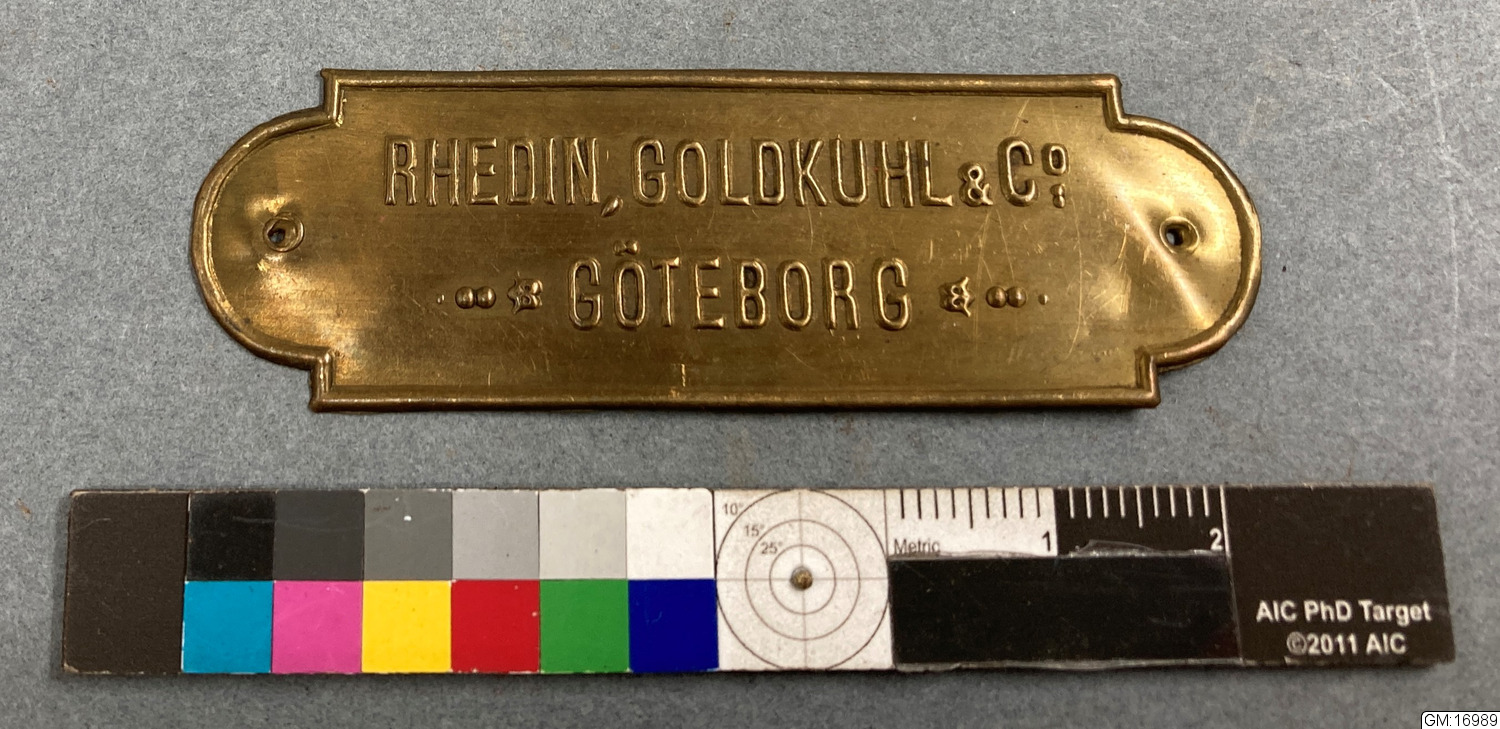 RHEDIN, GOLDKUHL & Co:
GÖTEBORG
10°
15°
25°
Metric
1
2
AIC PhD Target
©2011 AIC
GM:16989